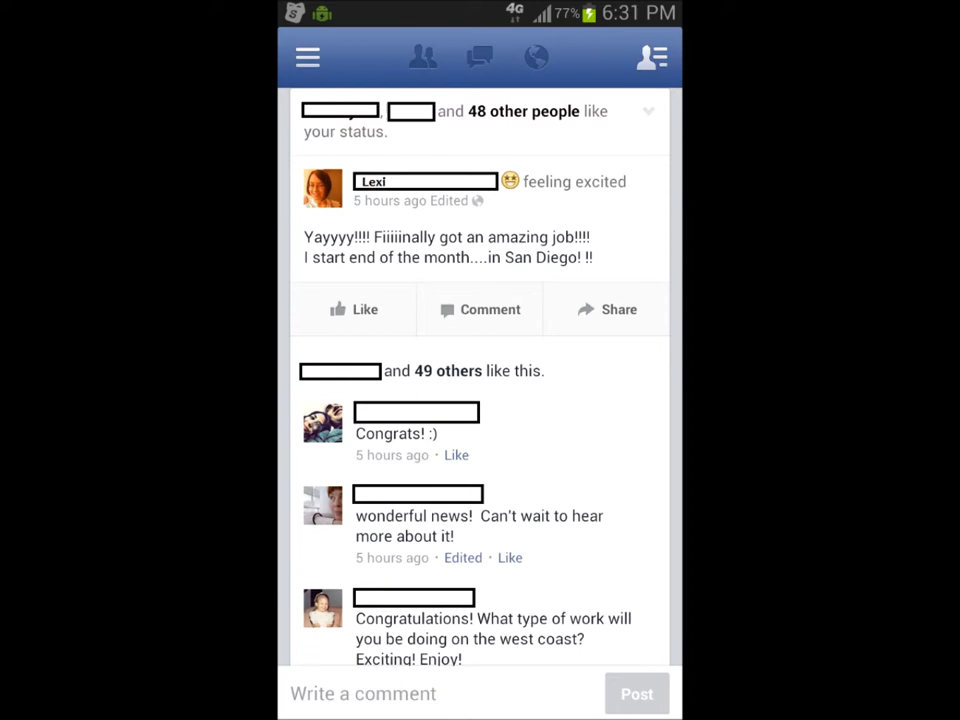 4G 77% 6:31 PM
, and 48 other people like
your status.
Lexi feeling excited
5 hours ago Edited
Yayyyy!!!! Fiiiiinally got an amazing job!!!!
I start end of the month....in San Diego! !!
Like Comment Share
and 49 others like this.
Congrats! :)
5 hours ago · Like
wonderful news!  Can't wait to hear
more about it!
5 hours ago · Edited · Like
Congratulations! What type of work will
you be doing on the west coast?
Exciting! Enjoy!
Write a comment Post